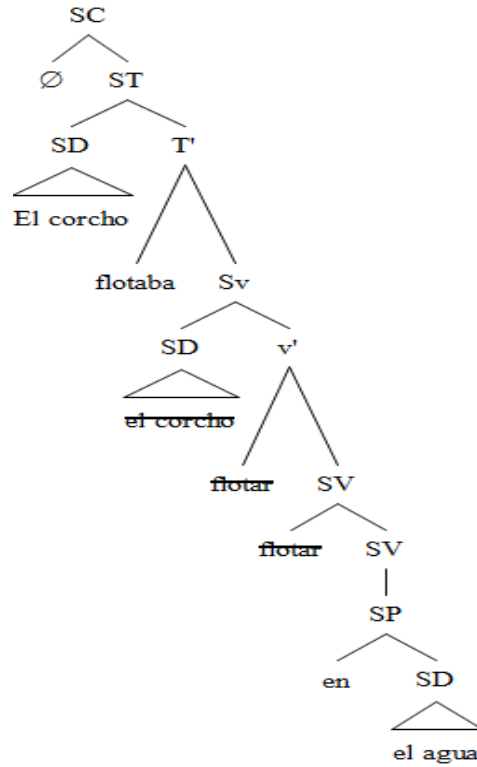 SC
∅ ST
SD T'
El corcho
flotaba Sv
SD v'
el corcho
flotar SV
flotar SV
SP
en SD
el agua